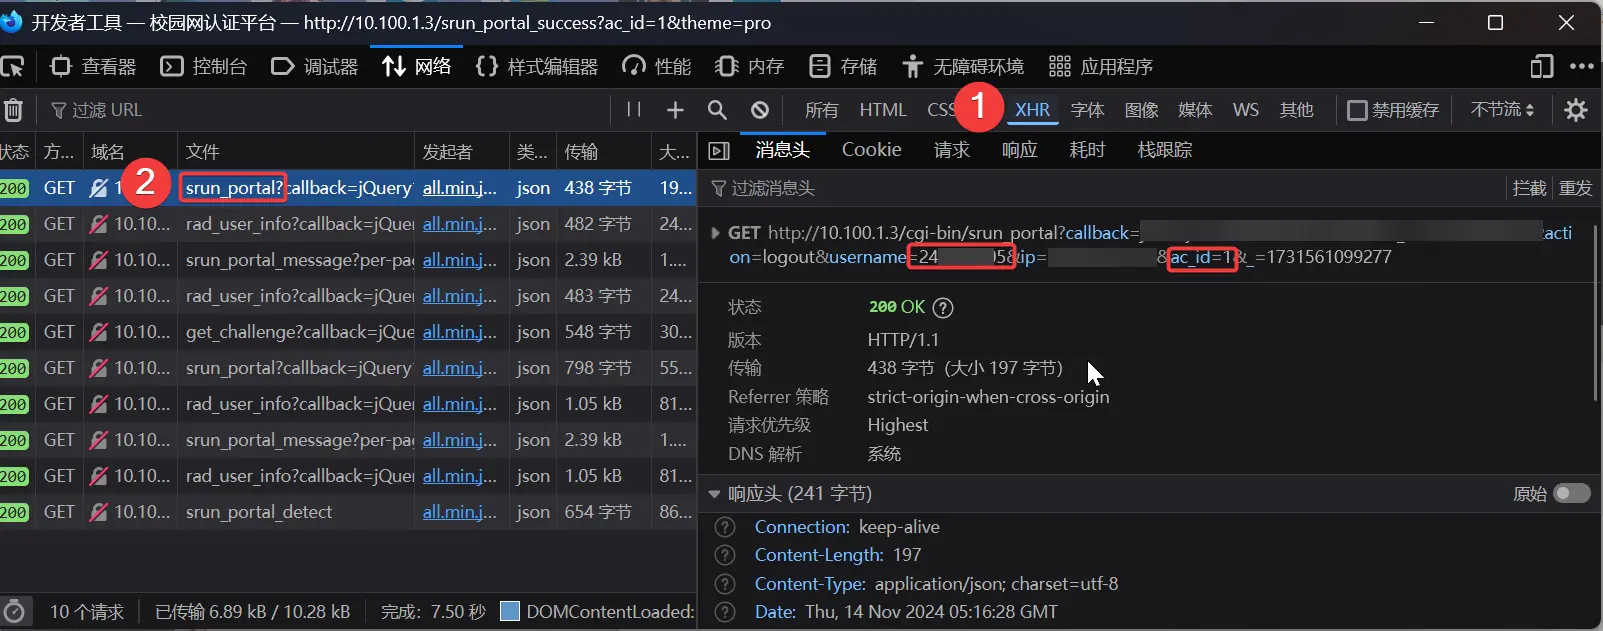 开发者工具 — 校园网认证平台 — http://10.100.1.3/srun_portal_success?ac_id=1&theme=pro
查看器 控制台 调试器 网络 样式编辑器 性能 内存 存储 无障碍环境 应用程序
过滤 URL 所有 HTML CSS 1 XHR 字体 图像 媒体 WS 其他 禁用缓存 不节流
状态 方... 域名 文件 发起者 类... 传输 大...
200 GET 1 2 srun_portal?callback=jQuery all.min.j... json 438 字节 19...
200 GET 10.10... rad_user_info?callback=jQue all.min.j... json 482 字节 24...
200 GET 10.10... srun_portal_message?per-pa all.min.j... json 2.39 kB 1....
200 GET 10.10... rad_user_info?callback=jQue all.min.j... json 483 字节 24...
200 GET 10.10... get_challenge?callback=jQue all.min.j... json 548 字节 30...
200 GET 10.10... srun_portal?callback=jQuery all.min.j... json 798 字节 55...
200 GET 10.10... rad_user_info?callback=jQue all.min.j... json 1.05 kB 81...
200 GET 10.10... srun_portal_message?per-pa all.min.j... json 2.39 kB 1....
200 GET 10.10... rad_user_info?callback=jQue all.min.j... json 1.05 kB 81...
200 GET 10.10... srun_portal_detect all.min.j... json 654 字节 86...
10 个请求 已传输 6.89 kB / 10.28 kB 完成：7.50 秒 DOMContentLoaded:
消息头 Cookie 请求 响应 耗时 栈跟踪
过滤消息头 拦截 重发
GET http://10.100.1.3/cgi-bin/srun_portal?callback= &acti
on=logout&username=24 05&ip= 8&ac_id=1&_=1731561099277
状态 200 OK
版本 HTTP/1.1
传输 438 字节（大小 197 字节）
Referrer 策略 strict-origin-when-cross-origin
请求优先级 Highest
DNS 解析 系统
响应头 (241 字节) 原始
Connection: keep-alive
Content-Length: 197
Content-Type: application/json; charset=utf-8
Date: Thu, 14 Nov 2024 05:16:28 GMT